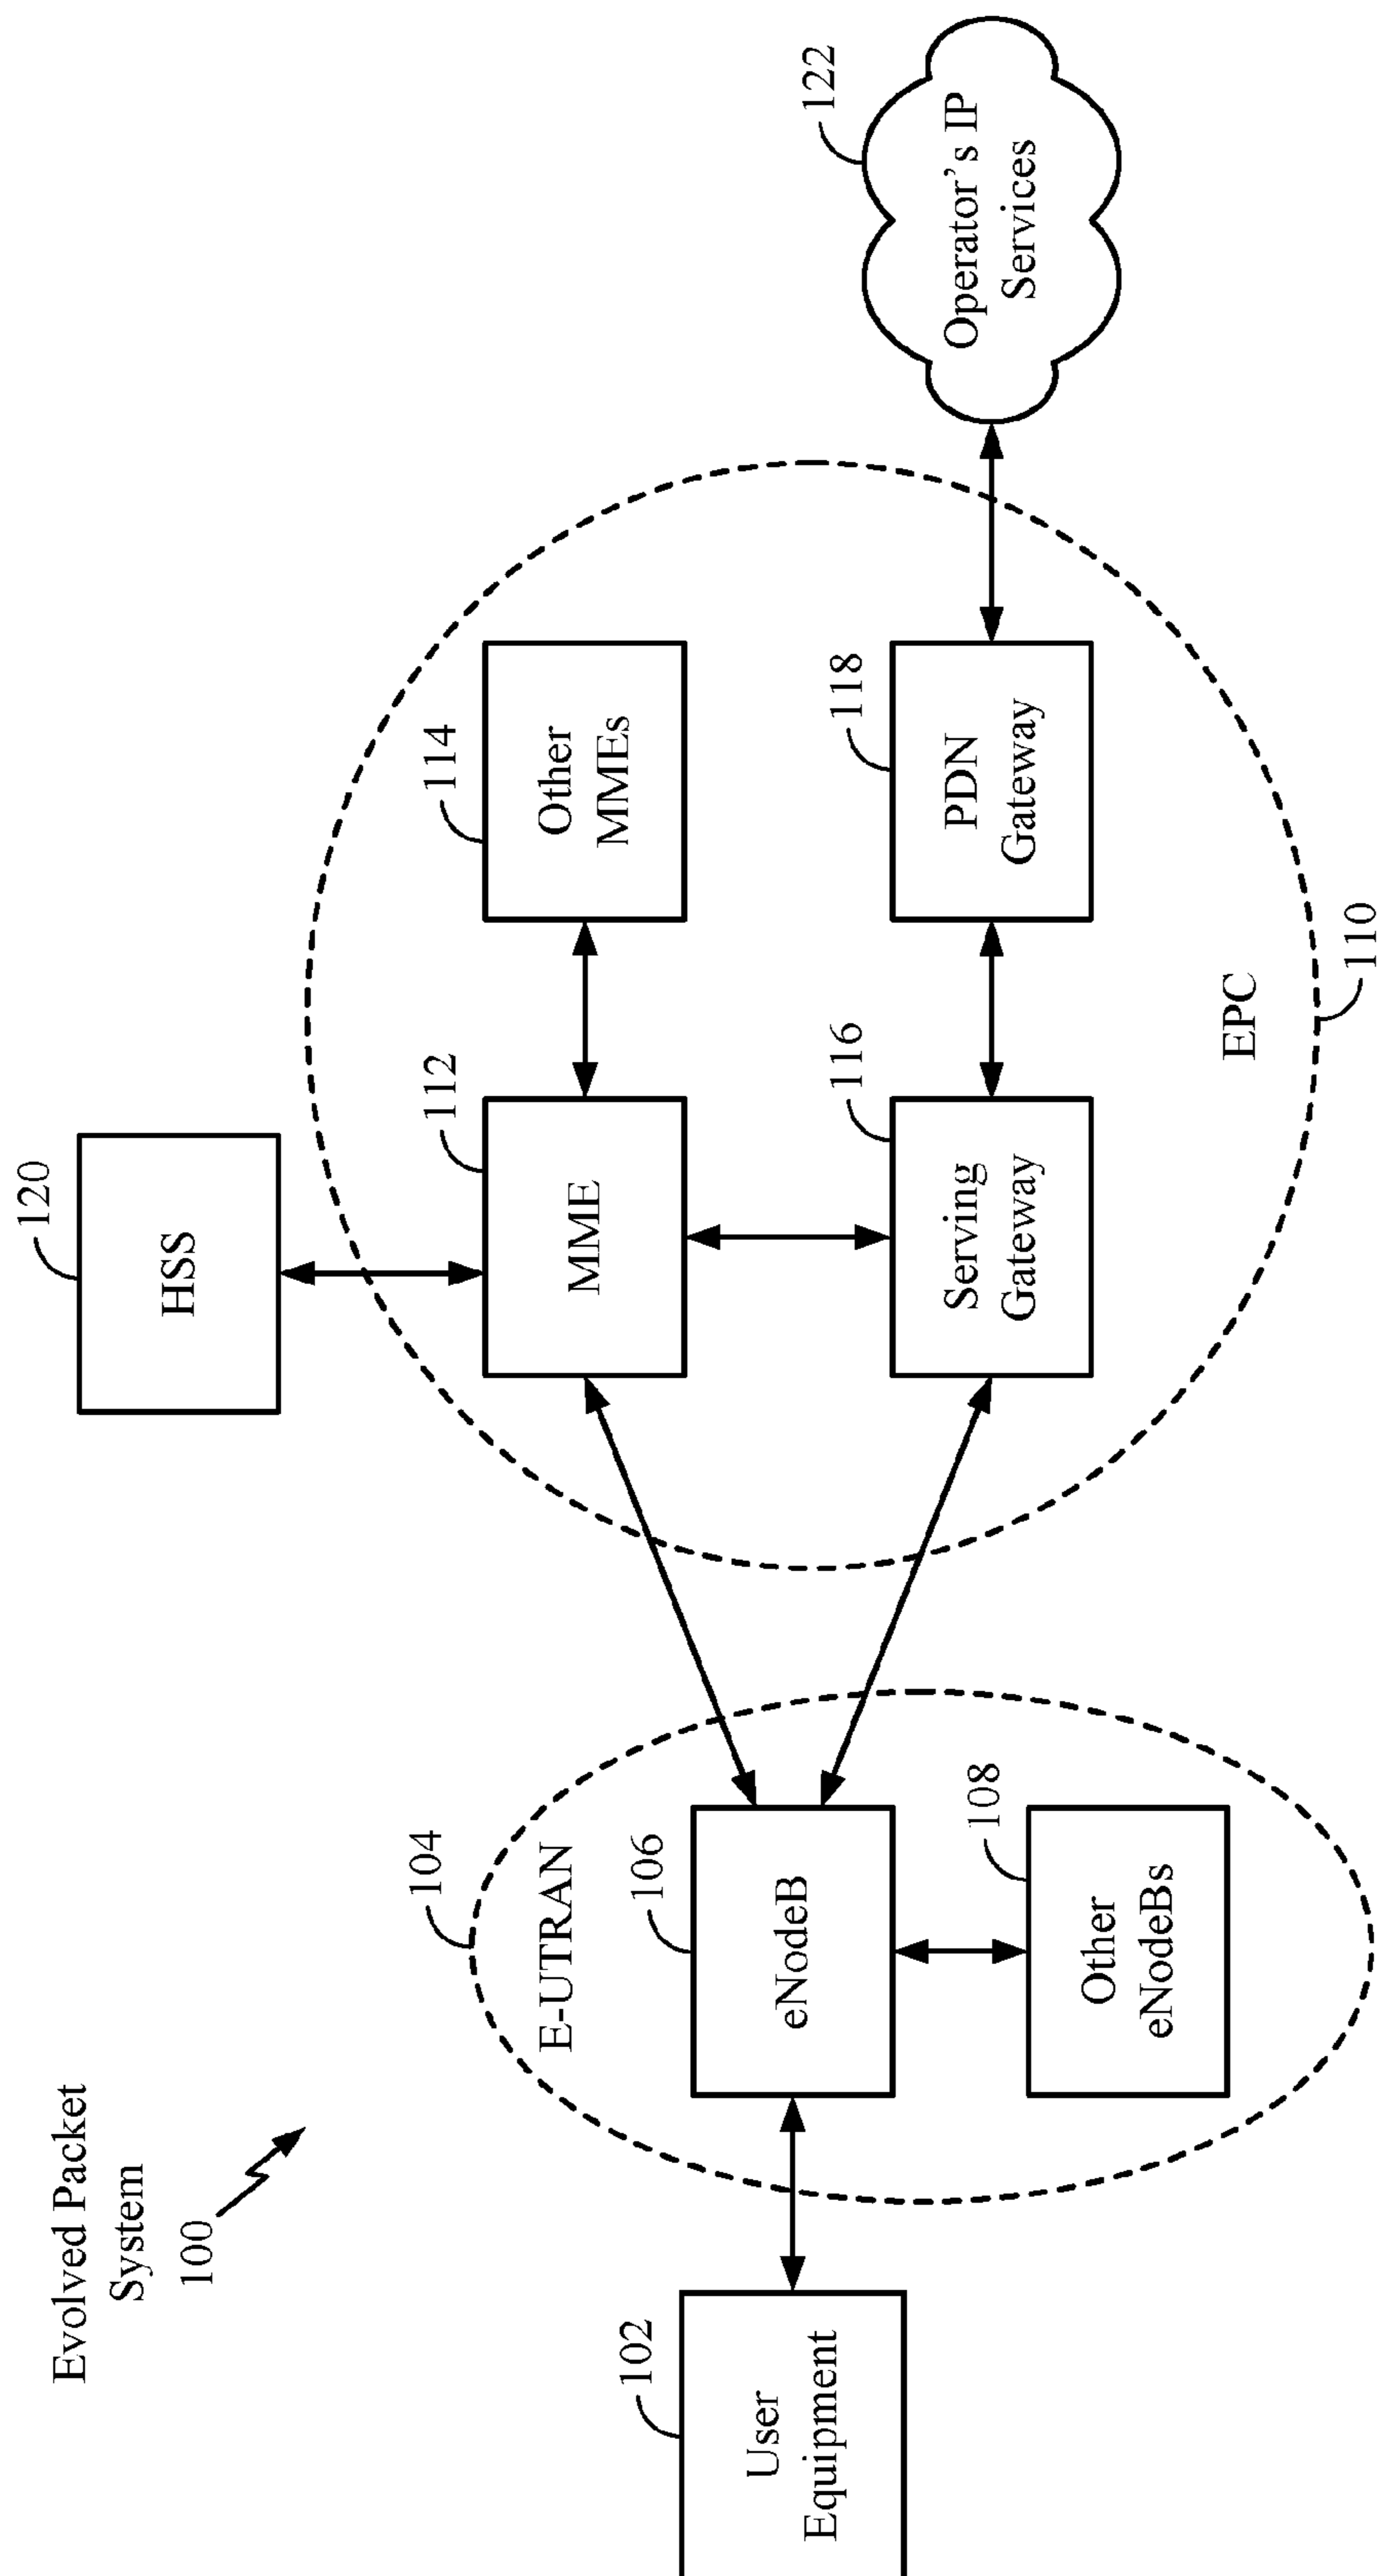 Evolved Packet
System
100
120
HSS
104
E-UTRAN
102
User
Equipment
106
eNodeB
108
Other
eNodeBs
112
MME
114
Other
MMEs
116
Serving
Gateway
118
PDN
Gateway
EPC
110
122
Operator's IP
Services